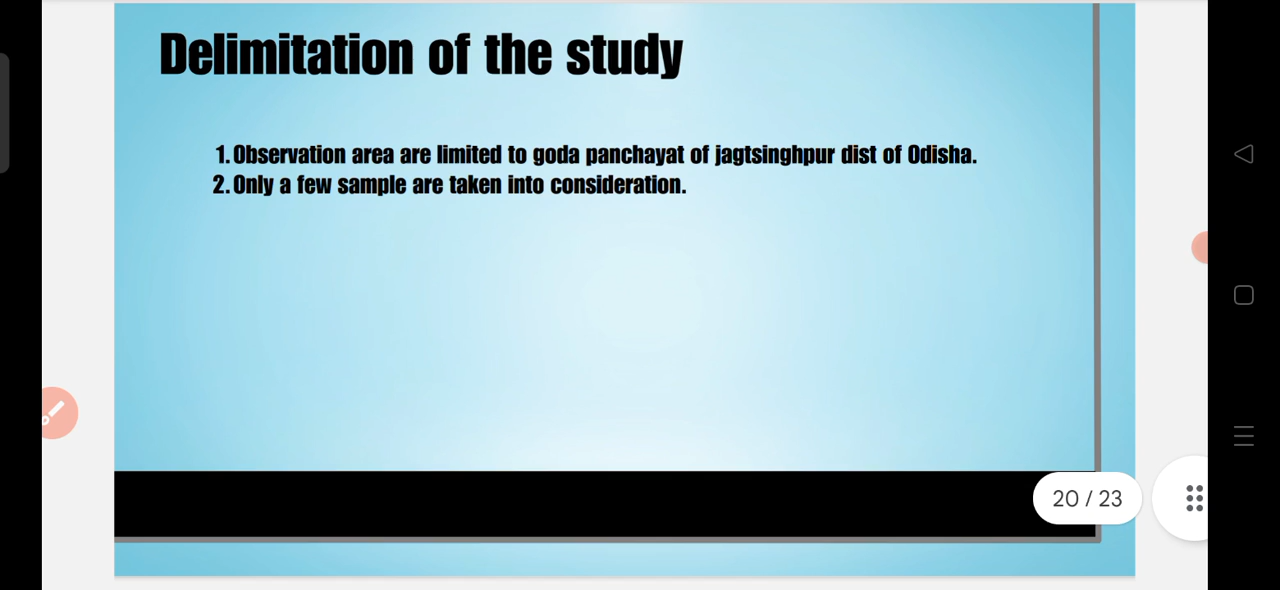 Delimitation of the study
1. Observation area are limited to goda panchayat of jagtsinghpur dist of Odisha.
2. Only a few sample are taken into consideration.
20 / 23